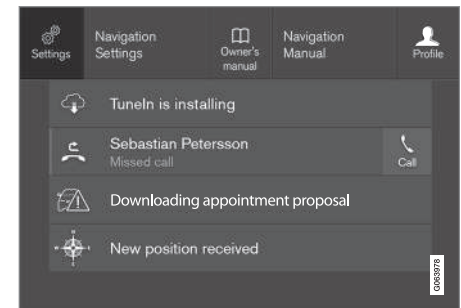 Settings
Navigation
Settings
Owner's
manual
Navigation
Manual
Profile
TuneIn is installing
Sebastian Petersson
Missed call
Call
Downloading appointment proposal
New position received
G063978